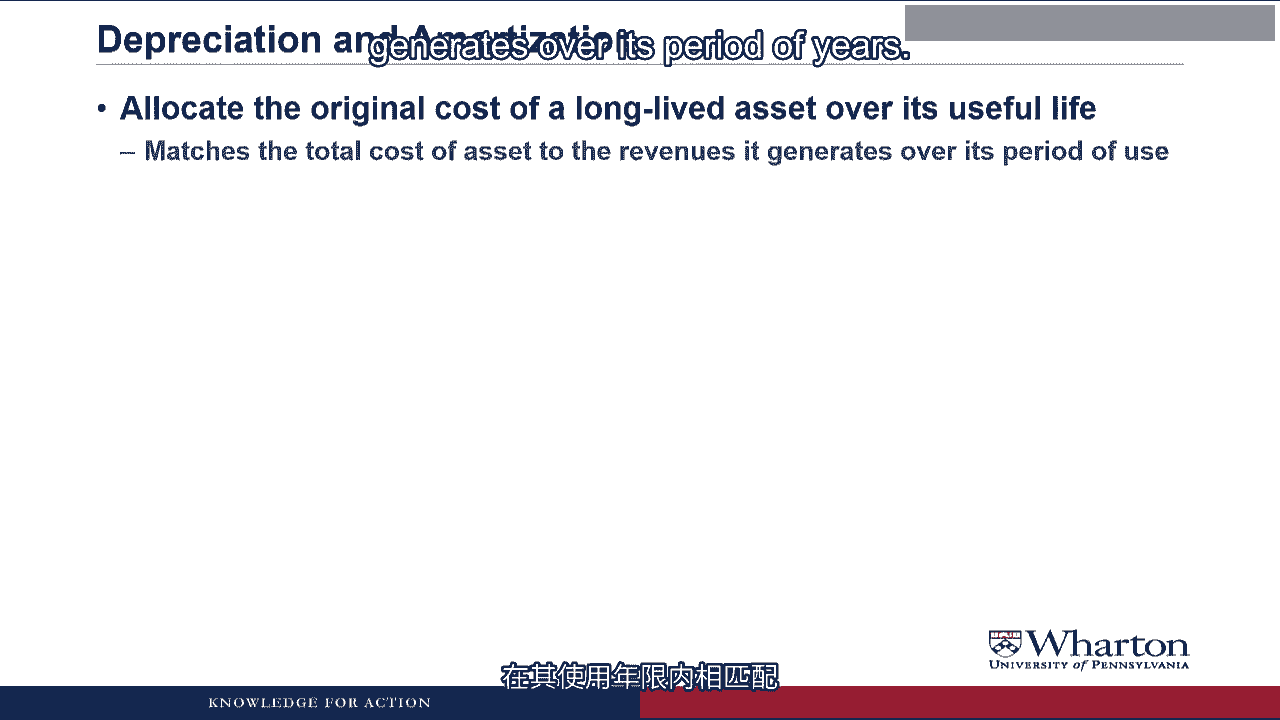 Depreciation and Amortization
generates over its period of years.
• Allocate the original cost of a long-lived asset over its useful life
– Matches the total cost of asset to the revenues it generates over its period of use
Wharton
UNIVERSITY of PENNSYLVANIA
在其使用年限内相匹配
KNOWLEDGE FOR ACTION